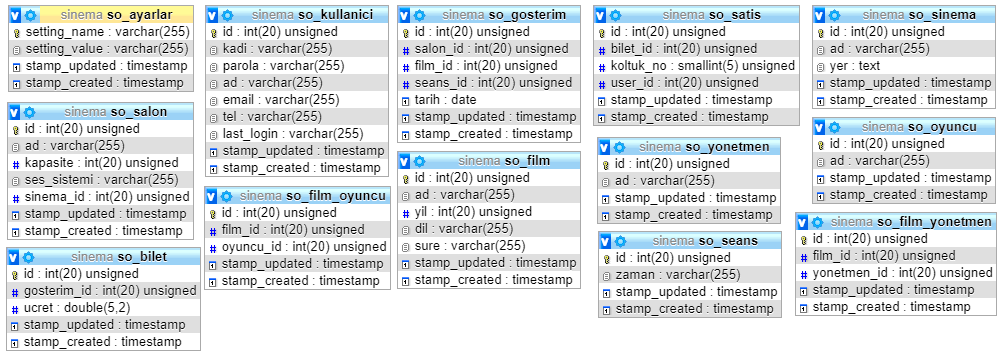 sinema so_ayarlar
setting_name : varchar(255)
setting_value : varchar(255)
stamp_updated : timestamp
stamp_created : timestamp
sinema so_salon
id : int(20) unsigned
ad : varchar(255)
kapasite : int(20) unsigned
ses_sistemi : varchar(255)
sinema_id : int(20) unsigned
stamp_updated : timestamp
stamp_created : timestamp
sinema so_bilet
id : int(20) unsigned
gosterim_id : int(20) unsigned
ucret : double(5,2)
stamp_updated : timestamp
stamp_created : timestamp
sinema so_kullanici
id : int(20) unsigned
kadi : varchar(255)
parola : varchar(255)
ad : varchar(255)
email : varchar(255)
tel : varchar(255)
last_login : varchar(255)
stamp_updated : timestamp
stamp_created : timestamp
sinema so_film_oyuncu
id : int(20) unsigned
film_id : int(20) unsigned
oyuncu_id : int(20) unsigned
stamp_updated : timestamp
stamp_created : timestamp
sinema so_gosterim
id : int(20) unsigned
salon_id : int(20) unsigned
film_id : int(20) unsigned
seans_id : int(20) unsigned
tarih : date
stamp_updated : timestamp
stamp_created : timestamp
sinema so_film
id : int(20) unsigned
ad : varchar(255)
yil : int(20) unsigned
dil : varchar(255)
sure : varchar(255)
stamp_updated : timestamp
stamp_created : timestamp
sinema so_satis
id : int(20) unsigned
bilet_id : int(20) unsigned
koltuk_no : smallint(5) unsigned
user_id : int(20) unsigned
stamp_updated : timestamp
stamp_created : timestamp
sinema so_yonetmen
id : int(20) unsigned
ad : varchar(255)
stamp_updated : timestamp
stamp_created : timestamp
sinema so_seans
id : int(20) unsigned
zaman : varchar(255)
stamp_updated : timestamp
stamp_created : timestamp
sinema so_sinema
id : int(20) unsigned
ad : varchar(255)
yer : text
stamp_updated : timestamp
stamp_created : timestamp
sinema so_oyuncu
id : int(20) unsigned
ad : varchar(255)
stamp_updated : timestamp
stamp_created : timestamp
sinema so_film_yonetmen
id : int(20) unsigned
film_id : int(20) unsigned
yonetmen_id : int(20) unsigned
stamp_updated : timestamp
stamp_created : timestamp